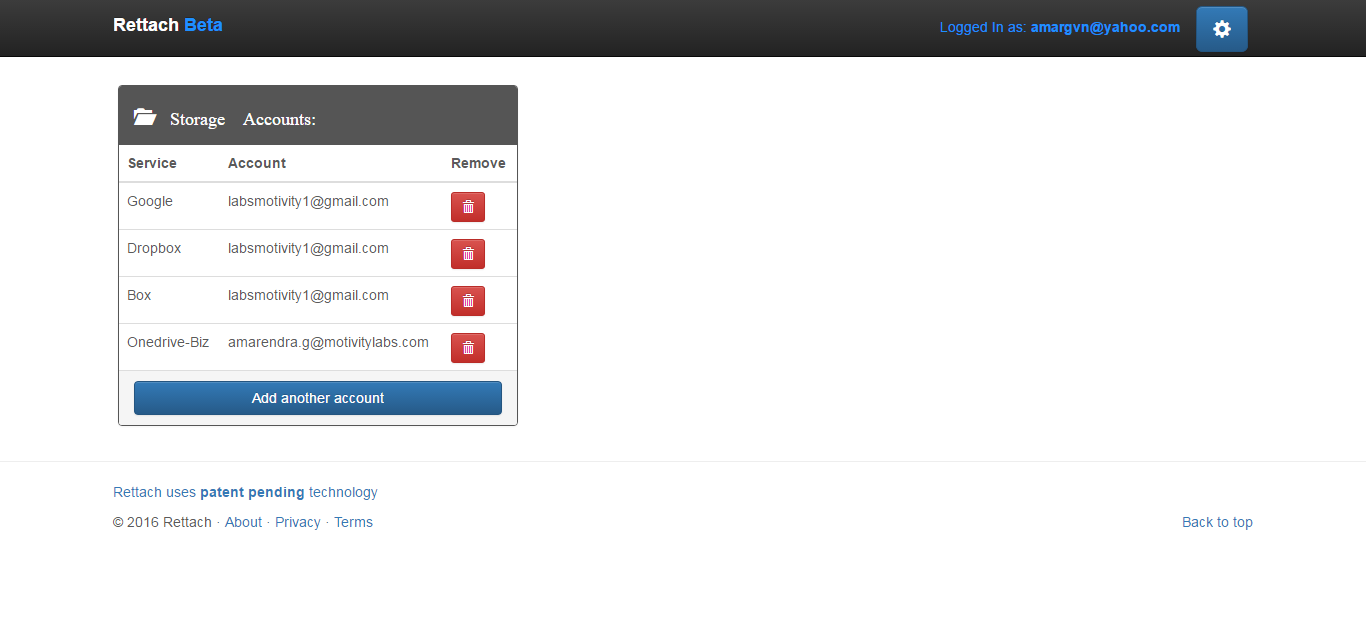 Rettach Beta
Logged In as: amargvn@yahoo.com
Storage Accounts:
Service Account Remove
Google labsmotivity1@gmail.com
Dropbox labsmotivity1@gmail.com
Box labsmotivity1@gmail.com
Onedrive-Biz amarendra.g@motivitylabs.com
Add another account
Rettach uses patent pending technology
© 2016 Rettach · About · Privacy · Terms
Back to top